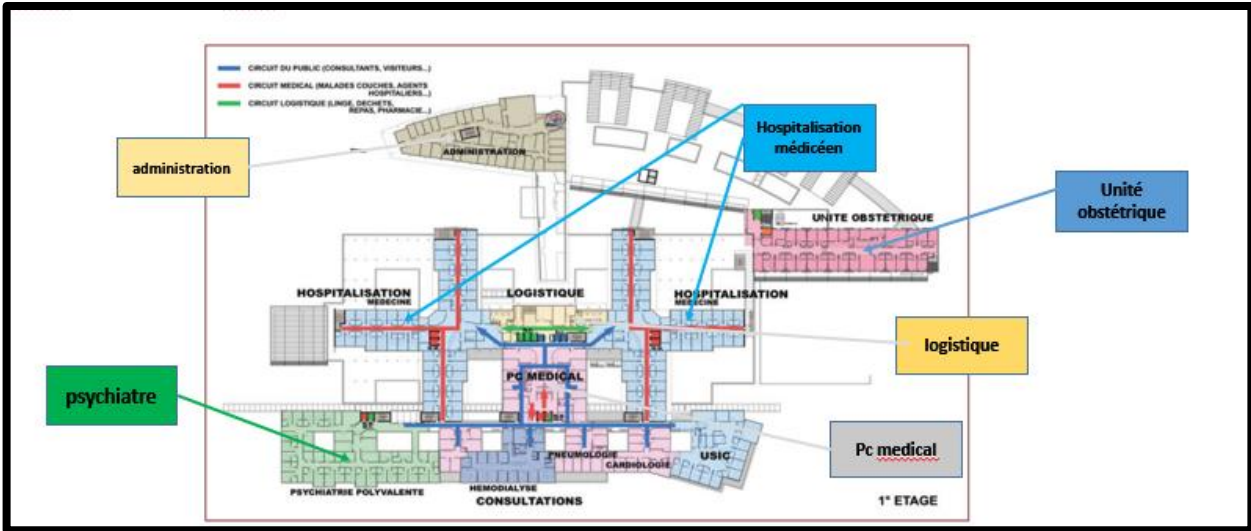 CIRCUIT DU PUBLIC (CONSULTANTS, VISITEURS...)
CIRCUIT MEDICAL (MALADES COUCHES, AGENTS
HOSPITALIERS...)
CIRCUIT LOGISTIQUE (LINGE, DECHETS,
REPAS, PHARMACIE...)
administration
ADMINISTRATION
Hospitalisation
médicéen
Unité
obstétrique
UNITE OBSTÉTRIQUE
HOSPITALISATION
MEDECINE
LOGISTIQUE
HOSPITALISATION
MEDECINE
logistique
psychiatre
PC MEDICAL
Pc medical
PNEUMOLOGIE
CARDIOLOGIE
USIC
PSYCHIATRIE POLYVALENTE
HEMODIALYSE
CONSULTATIONS
1° ETAGE